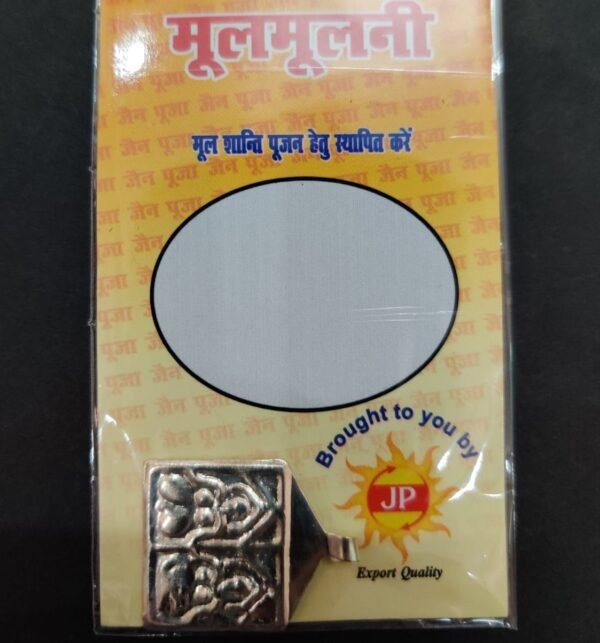 मूलमूलनी
मूल शान्ति पूजन हेतु स्थापित करें
जैन पूजा जैन पूजा जैन पूजा
Brought to you by
JP
Export Quality